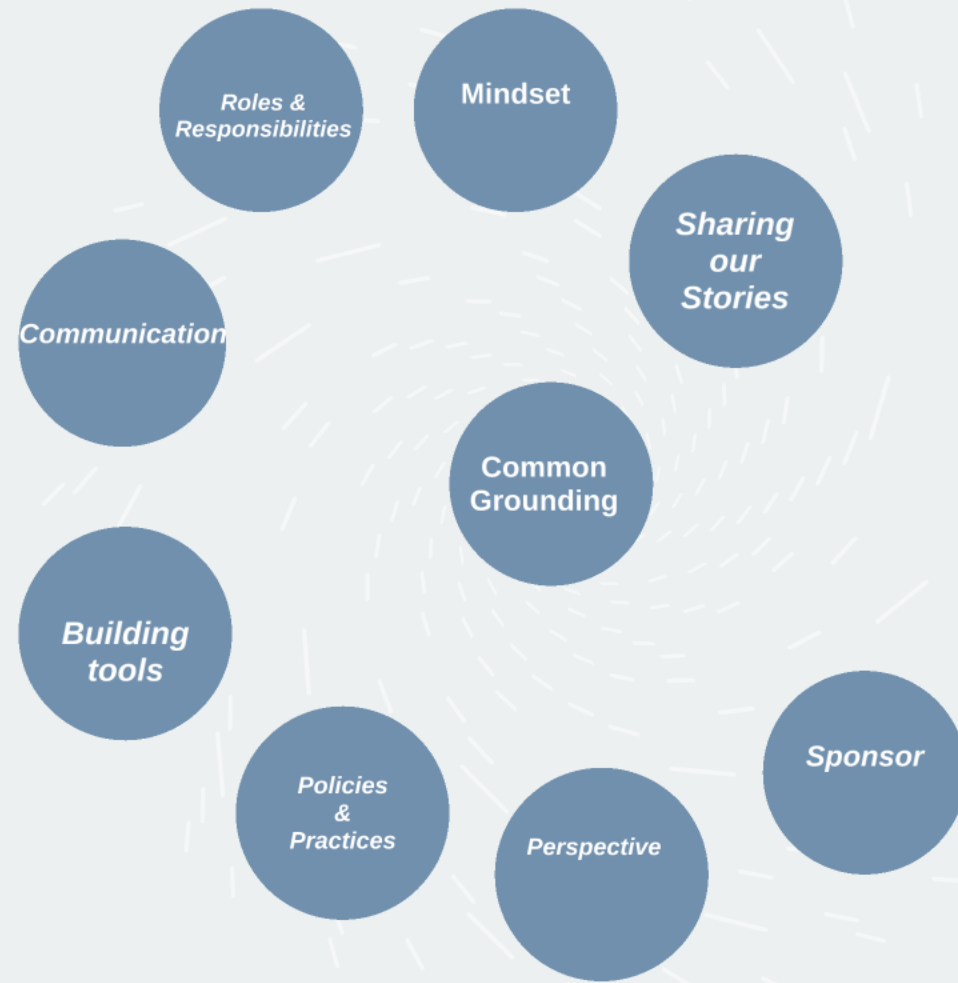 Roles &
Responsibilities
Mindset
Sharing
our
Stories
Communication
Common
Grounding
Building
tools
Policies
&
Practices
Perspective
Sponsor